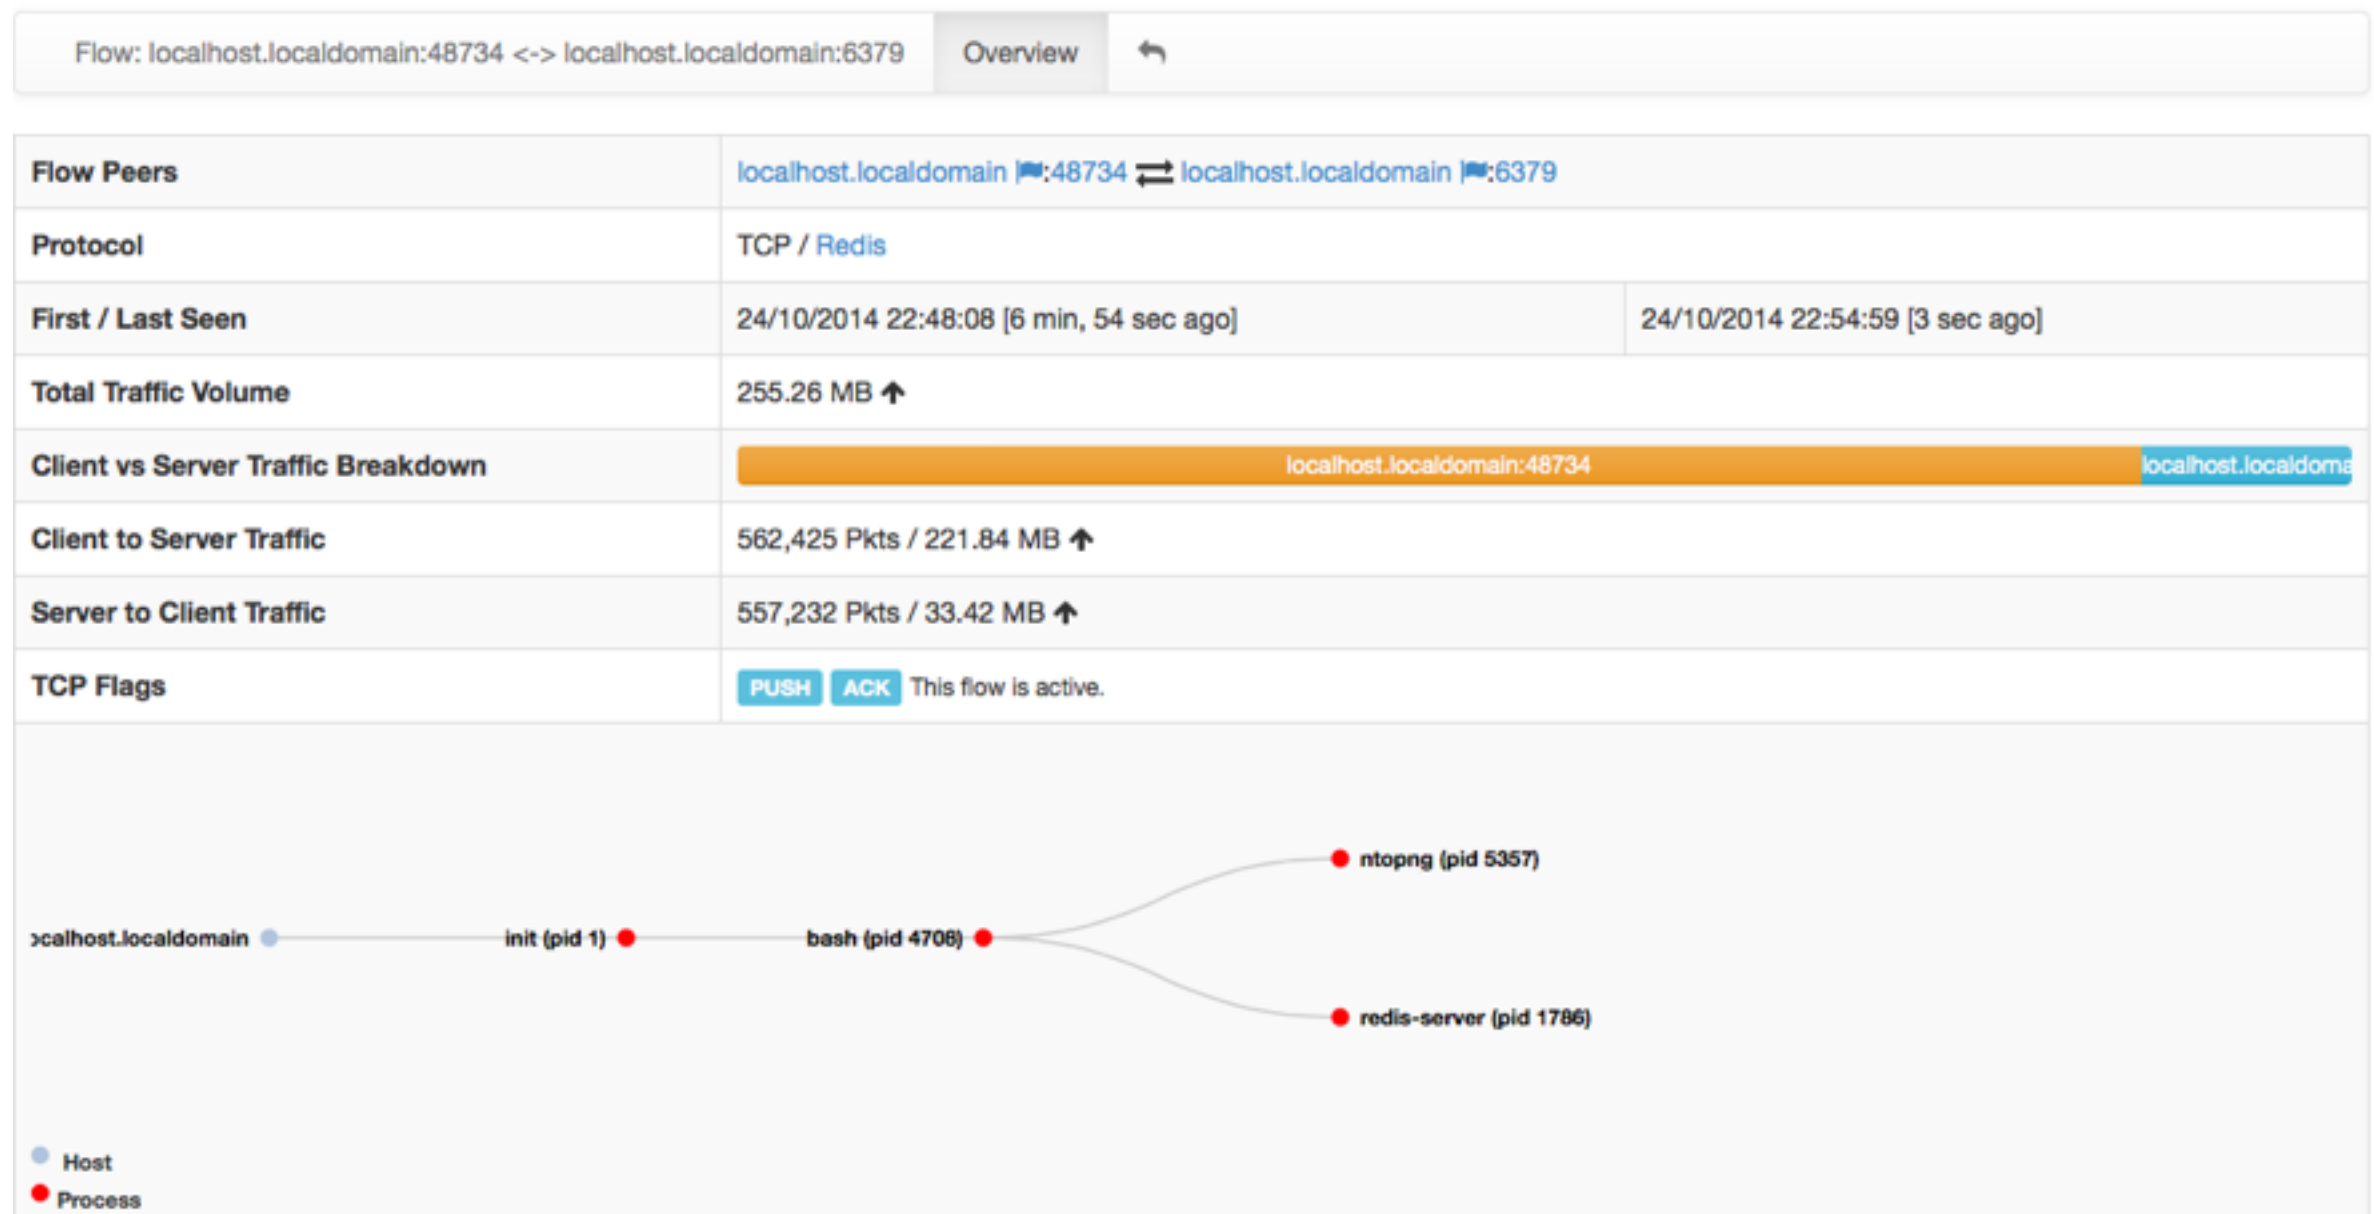 Flow: localhost.localdomain:48734 <-> localhost.localdomain:6379 Overview
Flow Peers localhost.localdomain :48734 localhost.localdomain :6379
Protocol TCP / Redis
First / Last Seen 24/10/2014 22:48:08 [6 min, 54 sec ago] 24/10/2014 22:54:59 [3 sec ago]
Total Traffic Volume 255.26 MB
Client vs Server Traffic Breakdown localhost.localdomain:48734 localhost.localdoma
Client to Server Traffic 562,425 Pkts / 221.84 MB
Server to Client Traffic 557,232 Pkts / 33.42 MB
TCP Flags PUSH ACK This flow is active.
ntopng (pid 5357)
ocalhost.localdomain init (pid 1) bash (pid 4708)
redis-server (pid 1786)
Host
Process